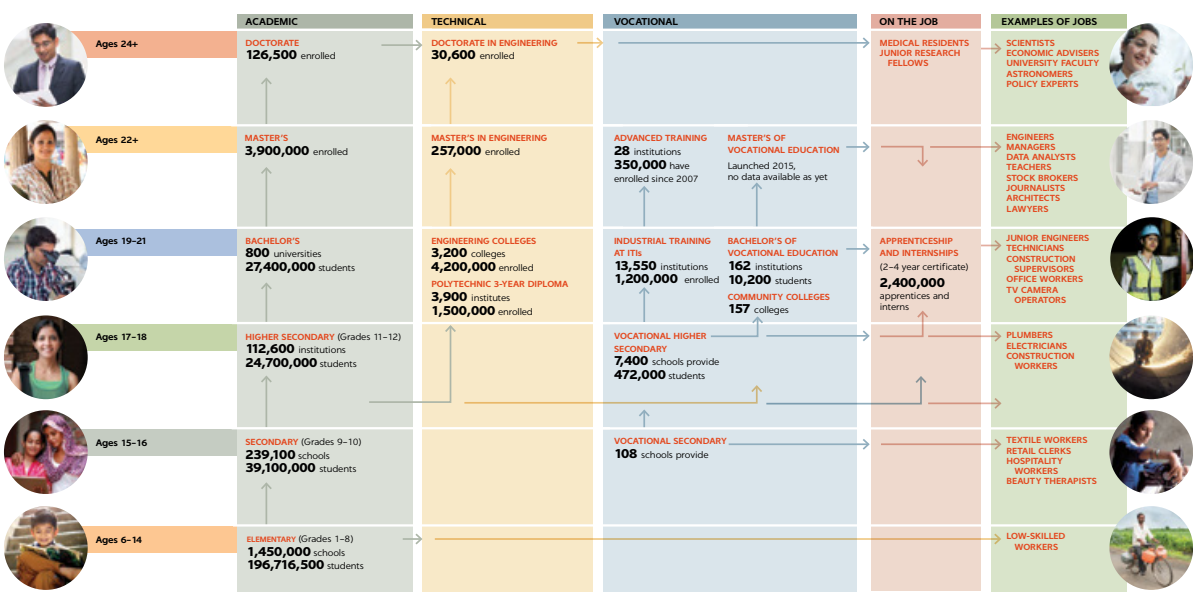 ACADEMIC
TECHNICAL
VOCATIONAL
ON THE JOB
EXAMPLES OF JOBS
Ages 24+
DOCTORATE
126,500 enrolled
DOCTORATE IN ENGINEERING
30,600 enrolled
MEDICAL RESIDENTS
JUNIOR RESEARCH
FELLOWS
SCIENTISTS
ECONOMIC ADVISERS
UNIVERSITY FACULTY
ASTRONOMERS
POLICY EXPERTS
Ages 22+
MASTER'S
3,900,000 enrolled
MASTER'S IN ENGINEERING
257,000 enrolled
ADVANCED TRAINING
28 institutions
350,000 have
enrolled since 2007
MASTER'S OF
VOCATIONAL EDUCATION
Launched 2015,
no data available as yet
ENGINEERS
MANAGERS
DATA ANALYSTS
TEACHERS
STOCK BROKERS
JOURNALISTS
ARCHITECTS
LAWYERS
Ages 19–21
BACHELOR'S
800 universities
27,400,000 students
ENGINEERING COLLEGES
3,200 colleges
4,200,000 enrolled
POLYTECHNIC 3-YEAR DIPLOMA
3,900 institutes
1,500,000 enrolled
INDUSTRIAL TRAINING
AT ITIs
13,550 institutions
1,200,000 enrolled
BACHELOR'S OF
VOCATIONAL EDUCATION
162 institutions
10,200 students
COMMUNITY COLLEGES
157 colleges
APPRENTICESHIP
AND INTERNSHIPS
(2–4 year certificate)
2,400,000
apprentices and
interns
JUNIOR ENGINEERS
TECHNICIANS
CONSTRUCTION
SUPERVISORS
OFFICE WORKERS
TV CAMERA
OPERATORS
Ages 17–18
HIGHER SECONDARY (Grades 11–12)
112,600 institutions
24,700,000 students
VOCATIONAL HIGHER
SECONDARY
7,400 schools provide
472,000 students
PLUMBERS
ELECTRICIANS
CONSTRUCTION
WORKERS
Ages 15–16
SECONDARY (Grades 9–10)
239,100 schools
39,100,000 students
VOCATIONAL SECONDARY
108 schools provide
TEXTILE WORKERS
RETAIL CLERKS
HOSPITALITY
WORKERS
BEAUTY THERAPISTS
Ages 6–14
ELEMENTARY (Grades 1–8)
1,450,000 schools
196,716,500 students
LOW-SKILLED
WORKERS